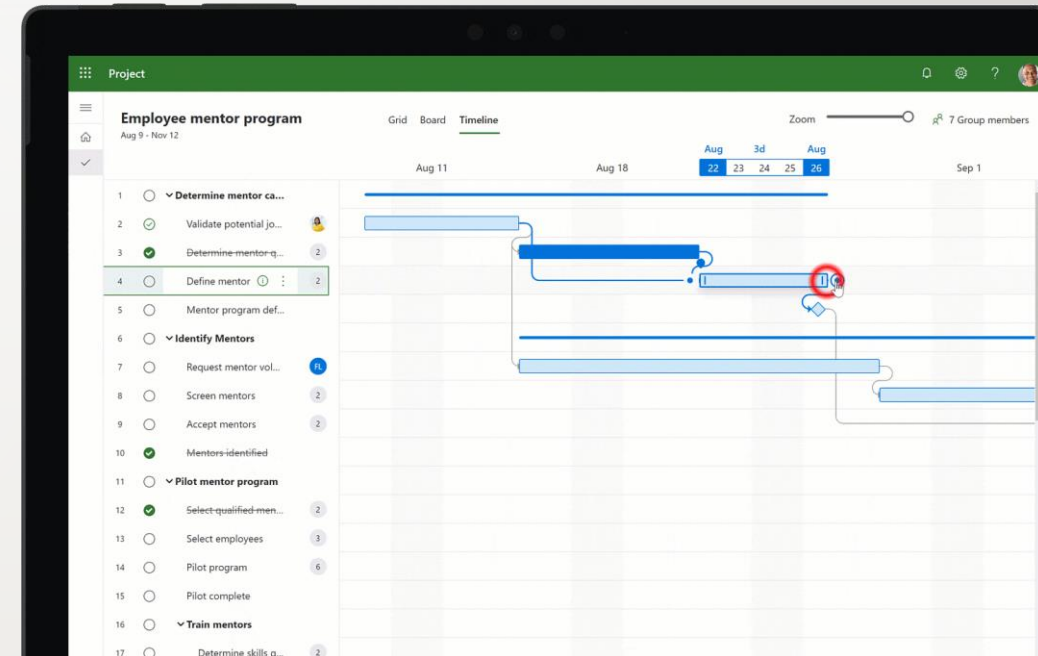 Project
Employee mentor program
Aug 9 - Nov 12
Grid Board Timeline
Zoom
7 Group members
Aug 3d Aug
Aug 11 Aug 18 22 23 24 25 26 Sep 1
1 Determine mentor ca...
2 Validate potential jo...
3 Determine mentor q... 2
4 Define mentor 2
5 Mentor program def...
6 Identify Mentors
7 Request mentor vol... FL
8 Screen mentors 2
9 Accept mentors 2
10 Mentors identified
11 Pilot mentor program
12 Select qualified men... 2
13 Select employees 3
14 Pilot program 6
15 Pilot complete
16 Train mentors
17 Determine skills q... 2